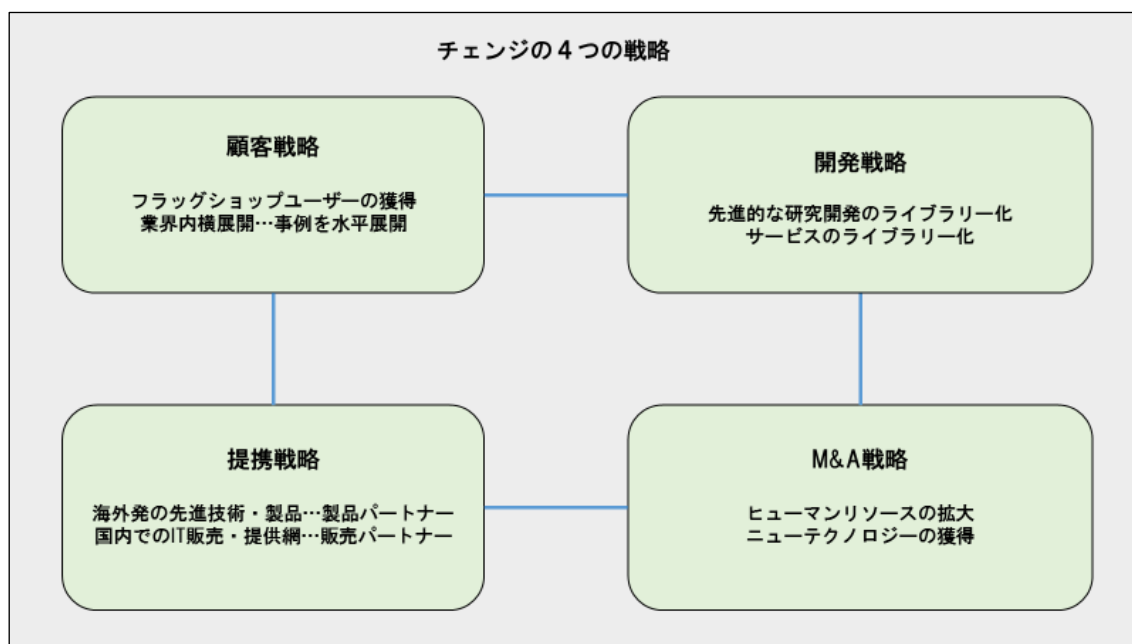 チェンジの４つの戦略
顧客戦略
フラッグショップユーザーの獲得
業界内横展開…事例を水平展開
開発戦略
先進的な研究開発のライブラリー化
サービスのライブラリー化
提携戦略
海外発の先進技術・製品…製品パートナー
国内でのIT販売・提供網…販売パートナー
M&A戦略
ヒューマンリソースの拡大
ニューテクノロジーの獲得